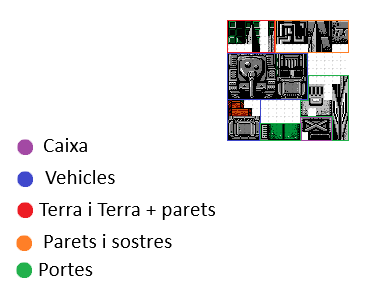 Caixa
Vehicles
Terra i Terra + parets
Parets i sostres
Portes